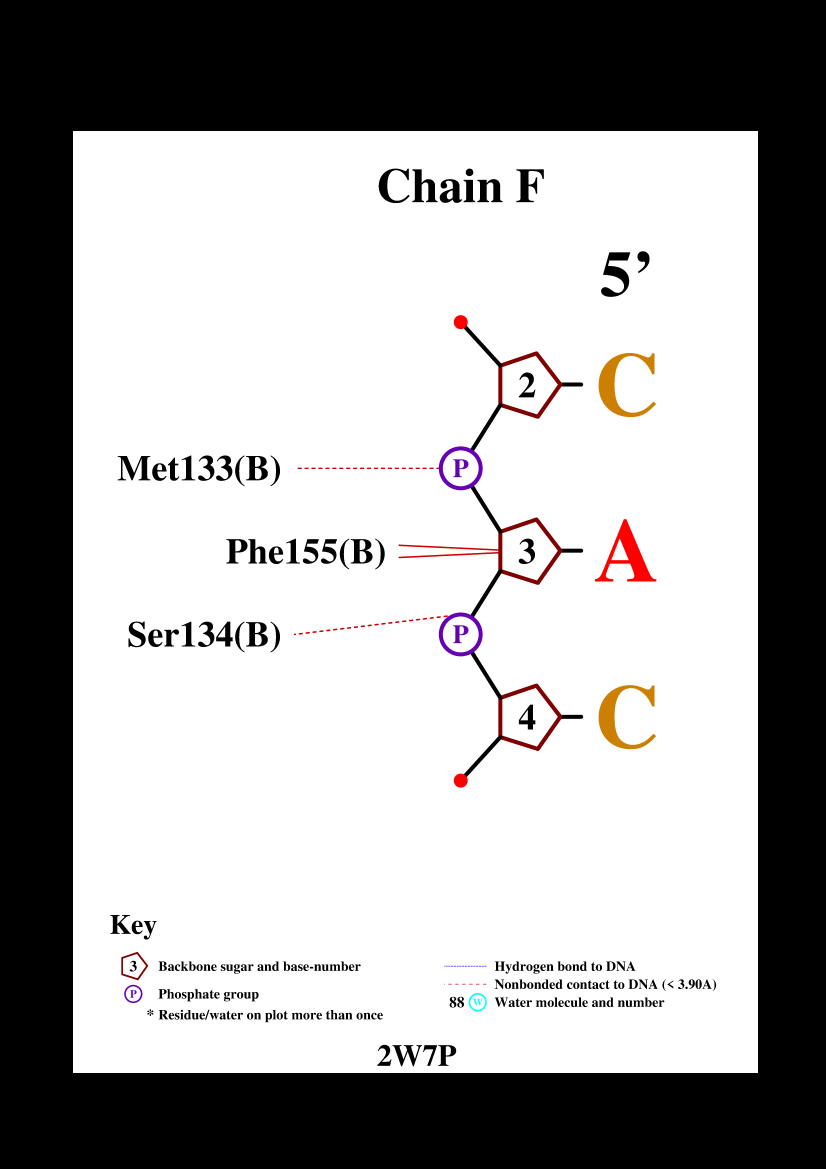 Chain F
5’
2 C
P
Met133(B)
3 A
Phe155(B)
P
Ser134(B)
4 C
Key
3 Backbone sugar and base-number
P Phosphate group
* Residue/water on plot more than once
Hydrogen bond to DNA
Nonbonded contact to DNA (< 3.90A)
88 W Water molecule and number
2W7P